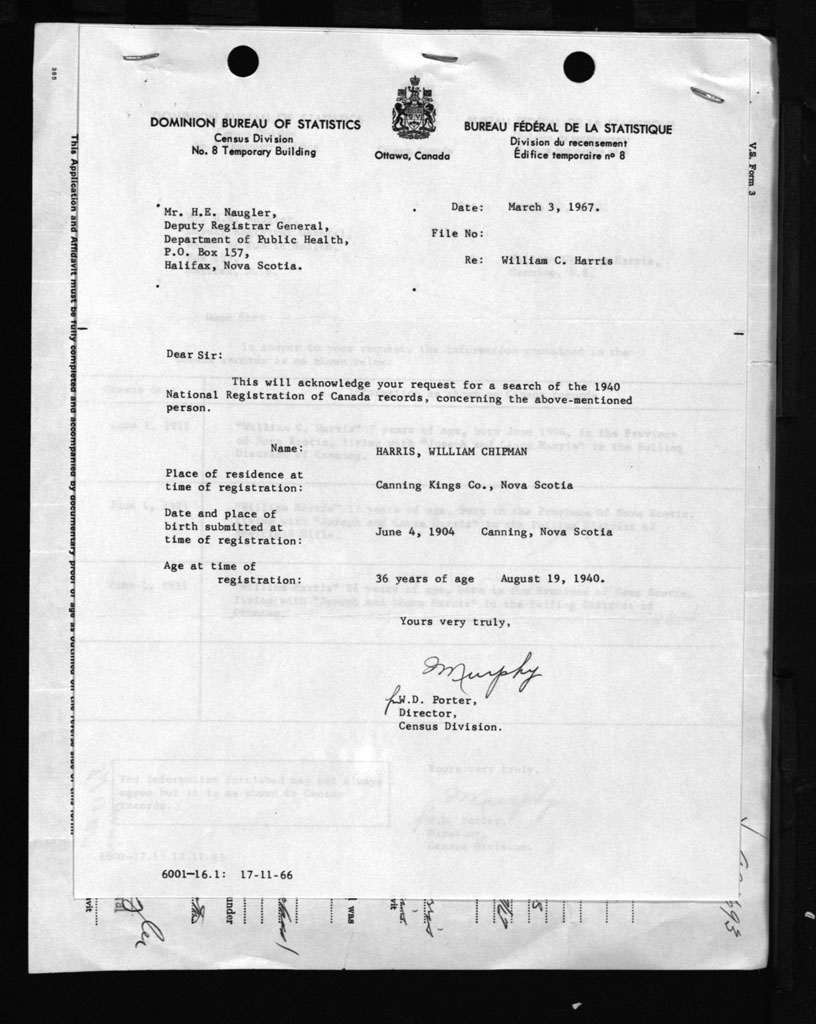 DOMINION BUREAU OF STATISTICS
Census Division
No. 8 Temporary Building
Ottawa, Canada
BUREAU FÉDÉRAL DE LA STATISTIQUE
Division du recensement
Édifice temporaire nº 8
385
V.S. Form 3
Mr. H.E. Naugler,
Deputy Registrar General,
Department of Public Health,
P.O. Box 157,
Halifax, Nova Scotia.
Date: March 3, 1967.
File No:
Re: William C. Harris
Dear Sir:
This will acknowledge your request for a search of the 1940
National Registration of Canada records, concerning the above-mentioned
person.
Name: HARRIS, WILLIAM CHIPMAN
Place of residence at
time of registration: Canning Kings Co., Nova Scotia
Date and place of
birth submitted at
time of registration: June 4, 1904 Canning, Nova Scotia
Age at time of
registration: 36 years of age August 19, 1940.
Yours very truly,
Murphy
W.D. Porter,
Director,
Census Division.
6001-16.1: 17-11-66
This Application and Affidavit must be fully completed and accompanied by documentary proof of age as outlined on the reverse side of this form
under
I was